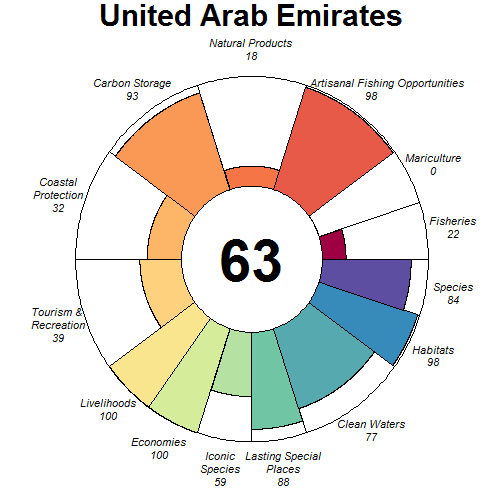 United Arab Emirates
Natural Products
18
Carbon Storage
93
Artisanal Fishing Opportunities
98
Mariculture
0
Coastal
Protection
32
Fisheries
22
63
Species
84
Tourism &
Recreation
39
Habitats
98
Livelihoods
100
Clean Waters
77
Economies
100
Iconic
Species
59
Lasting Special
Places
88